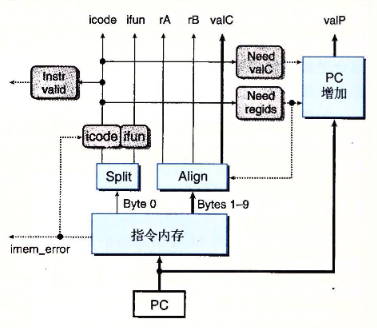 icode ifun rA rB valC valP
Instr
valid
Need
valC
PC
增加
Need
regids
icode ifun
Split
Align
Byte 0
Bytes 1–9
指令内存
imem_error
PC